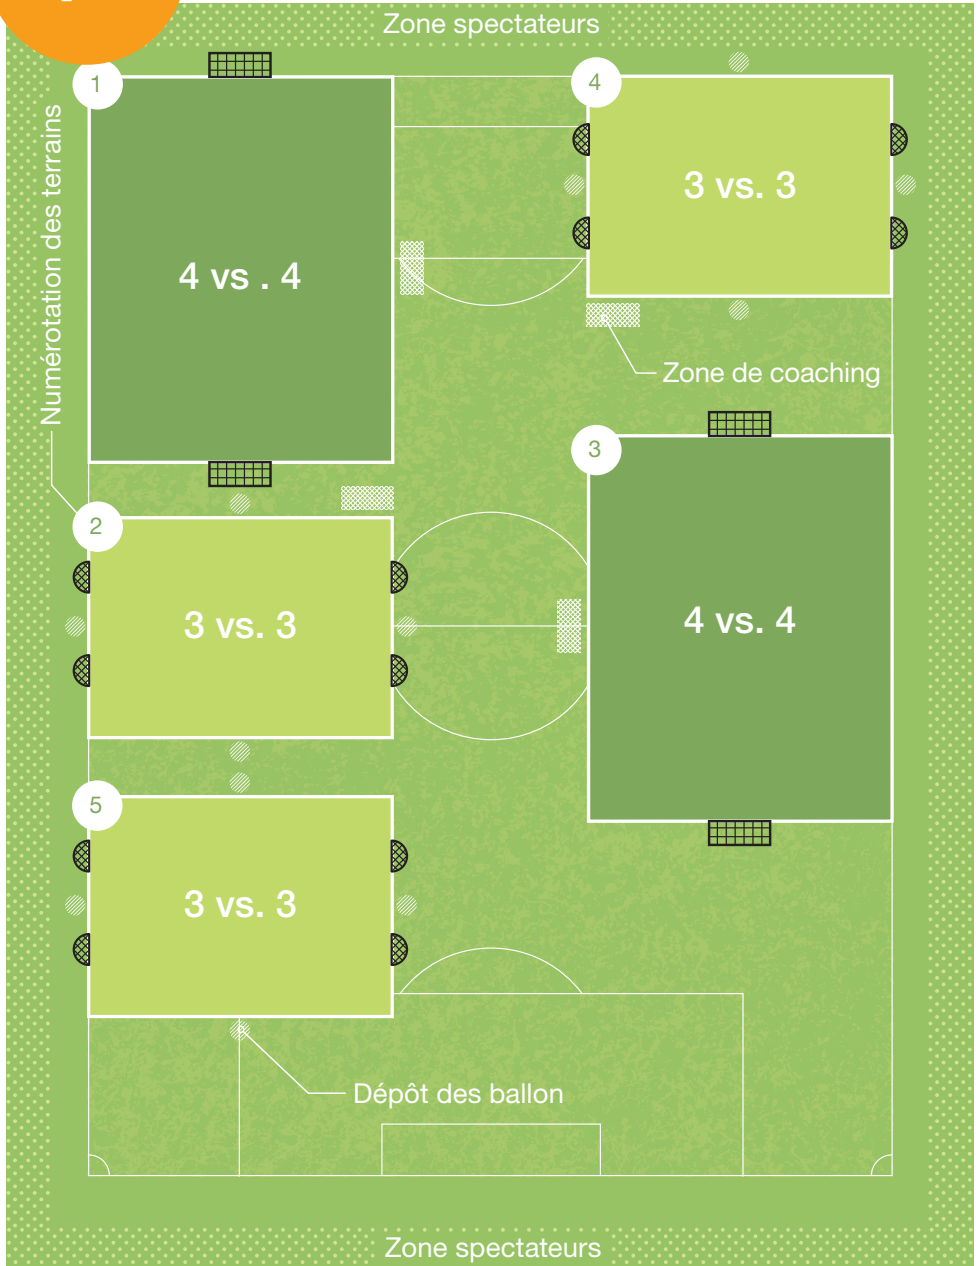 Zone spectateurs
1
4
Numérotation des terrains
3 vs. 3
4 vs . 4
Zone de coaching
3
2
3 vs. 3
4 vs. 4
5
3 vs. 3
Dépôt des ballon
Zone spectateurs